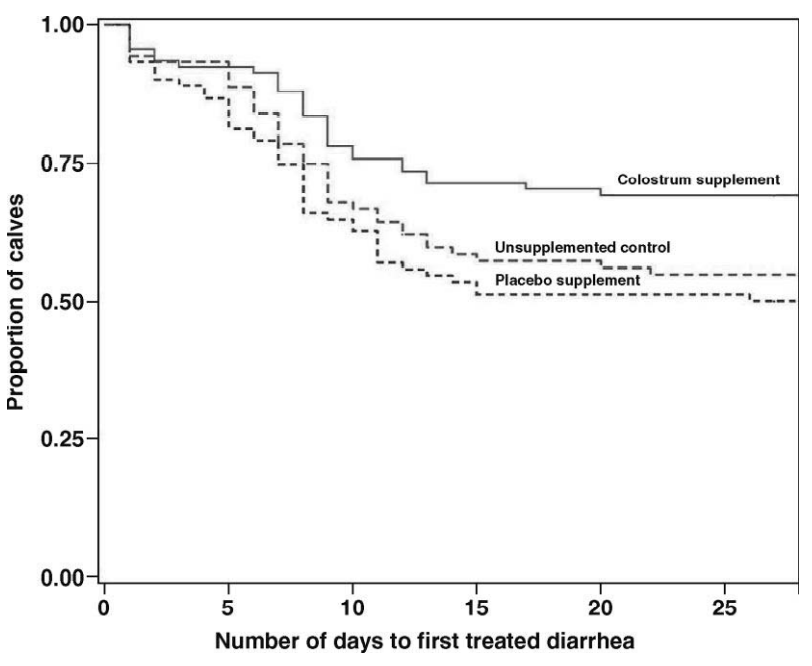 1.00
0.75
0.50
0.25
0.00
Proportion of calves
Colostrum supplement
Unsupplemented control
Placebo supplement
0 5 10 15 20 25
Number of days to first treated diarrhea